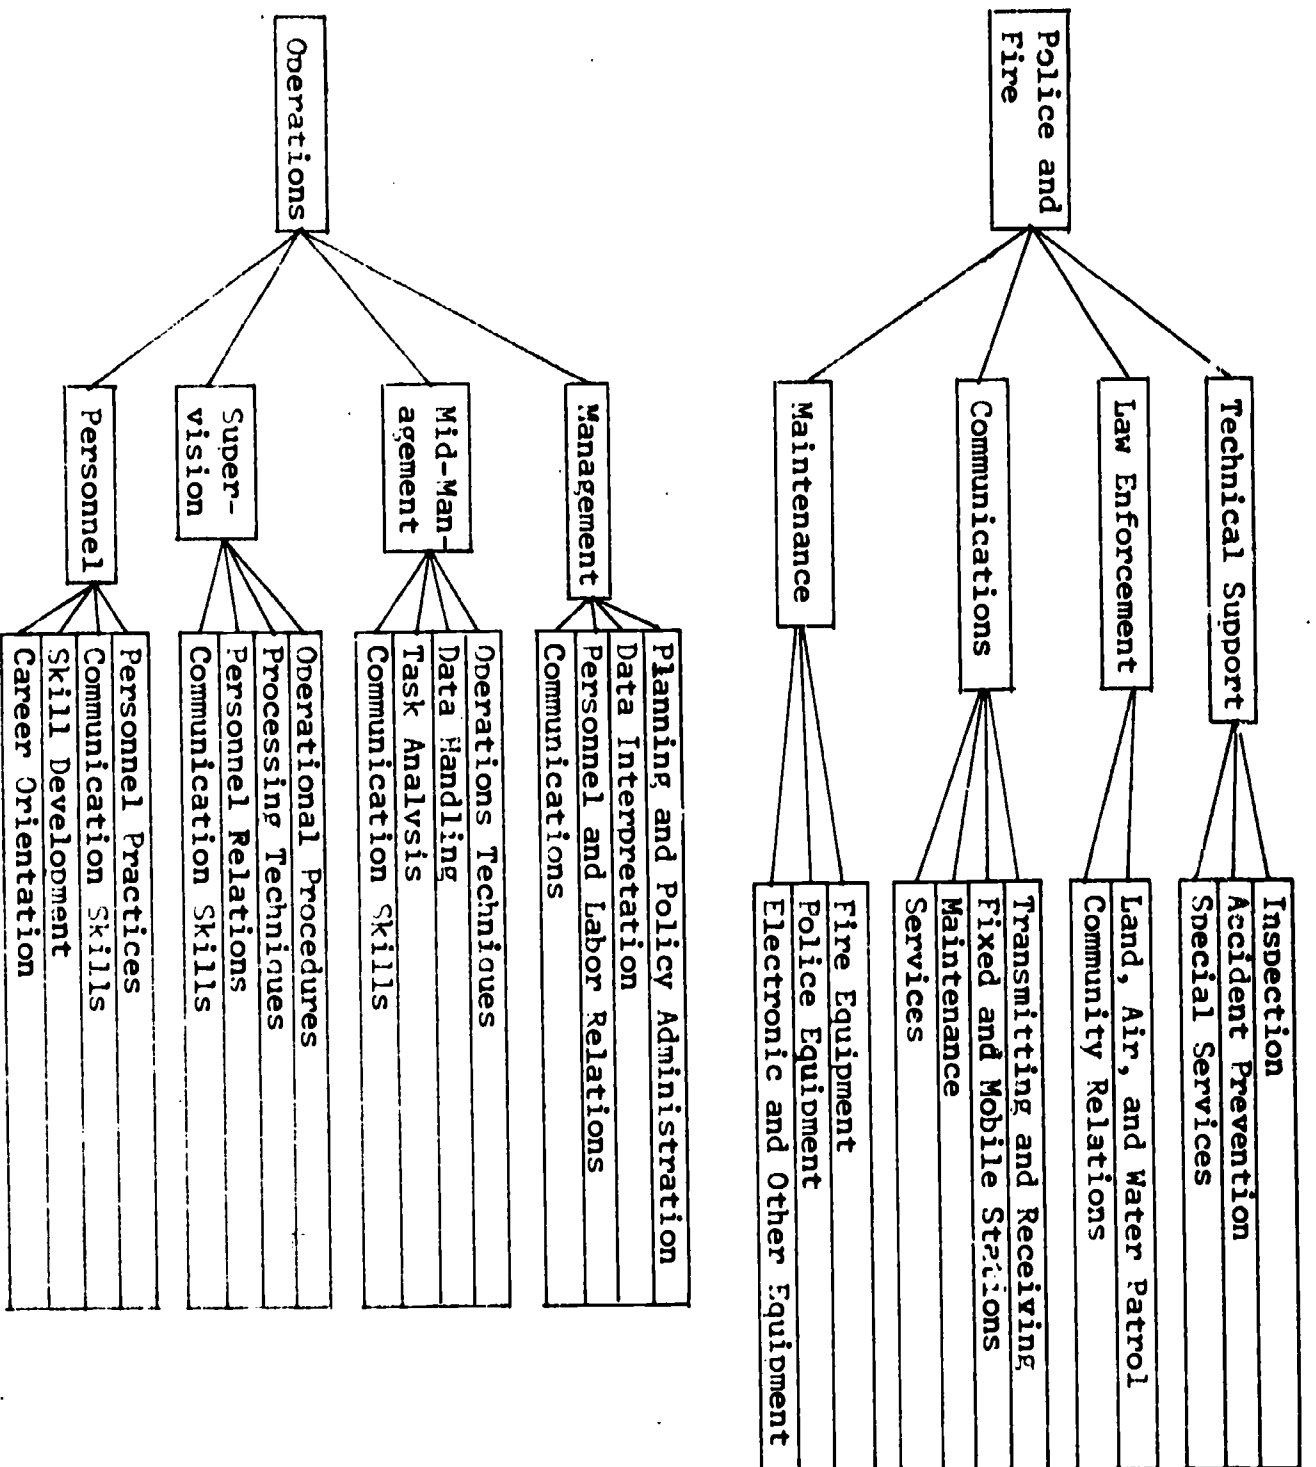 Police and
Fire
Technical Support
Inspection
Accident Prevention
Special Services
Law Enforcement
Land, Air, and Water Patrol
Community Relations
Communications
Transmitting and Receiving
Fixed and Mobile Stations
Maintenance
Services
Maintenance
Fire Equipment
Police Equipment
Electronic and Other Equipment
Operations
Management
Planning and Policy Administration
Data Interpretation
Personnel and Labor Relations
Communications
Mid-Man-
agement
Operations Techniques
Data Handling
Task Analysis
Communication Skills
Super-
vision
Operational Procedures
Processing Techniques
Personnel Relations
Communication Skills
Personnel
Personnel Practices
Communication Skills
Skill Development
Career Orientation